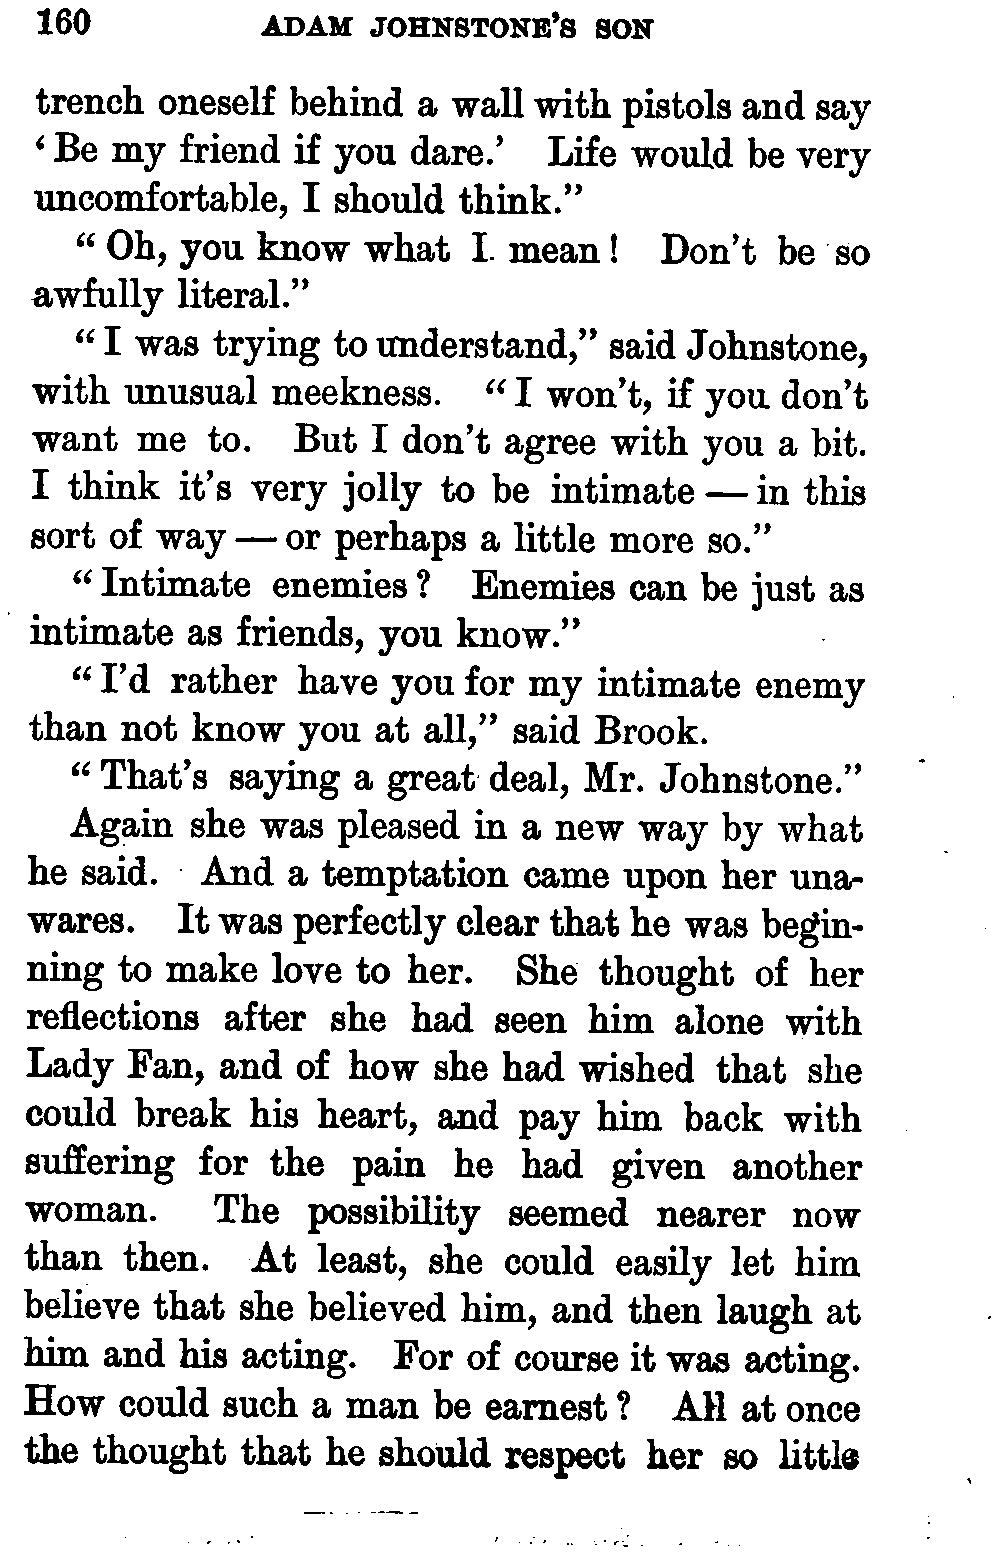 160 ADAM JOHNSTONE'S SON
trench oneself behind a wall with pistols and say
‘Be my friend if you dare.’ Life would be very
uncomfortable, I should think.”
“Oh, you know what I mean! Don't be so
awfully literal.”
“I was trying to understand,” said Johnstone,
with unusual meekness. “I won't, if you don't
want me to. But I don't agree with you a bit.
I think it's very jolly to be intimate — in this
sort of way — or perhaps a little more so.”
“Intimate enemies? Enemies can be just as
intimate as friends, you know.”
“I'd rather have you for my intimate enemy
than not know you at all,” said Brook.
“That's saying a great deal, Mr. Johnstone.”
Again she was pleased in a new way by what
he said. And a temptation came upon her una-
wares. It was perfectly clear that he was begin-
ning to make love to her. She thought of her
reflections after she had seen him alone with
Lady Fan, and of how she had wished that she
could break his heart, and pay him back with
suffering for the pain he had given another
woman. The possibility seemed nearer now
than then. At least, she could easily let him
believe that she believed him, and then laugh at
him and his acting. For of course it was acting.
How could such a man be earnest? All at once
the thought that he should respect her so little